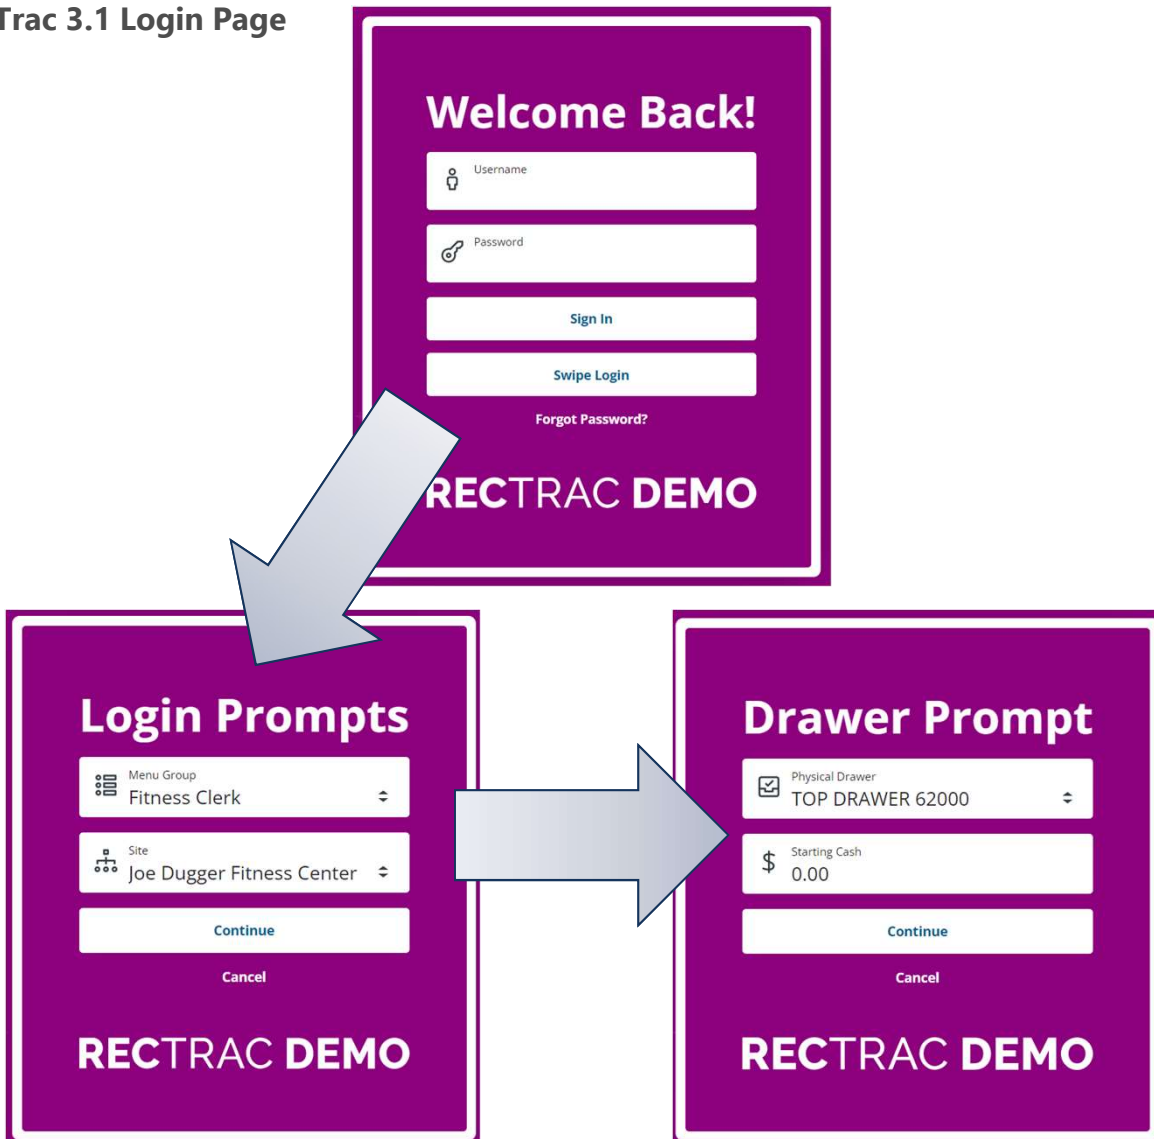 Trac 3.1 Login Page
Welcome Back!
Username
Password
Sign In
Swipe Login
Forgot Password?
RECTRAC DEMO
Login Prompts
Menu Group
Fitness Clerk
Site
Joe Dugger Fitness Center
Continue
Cancel
RECTRAC DEMO
Drawer Prompt
Physical Drawer
TOP DRAWER 62000
Starting Cash
$ 0.00
Continue
Cancel
RECTRAC DEMO